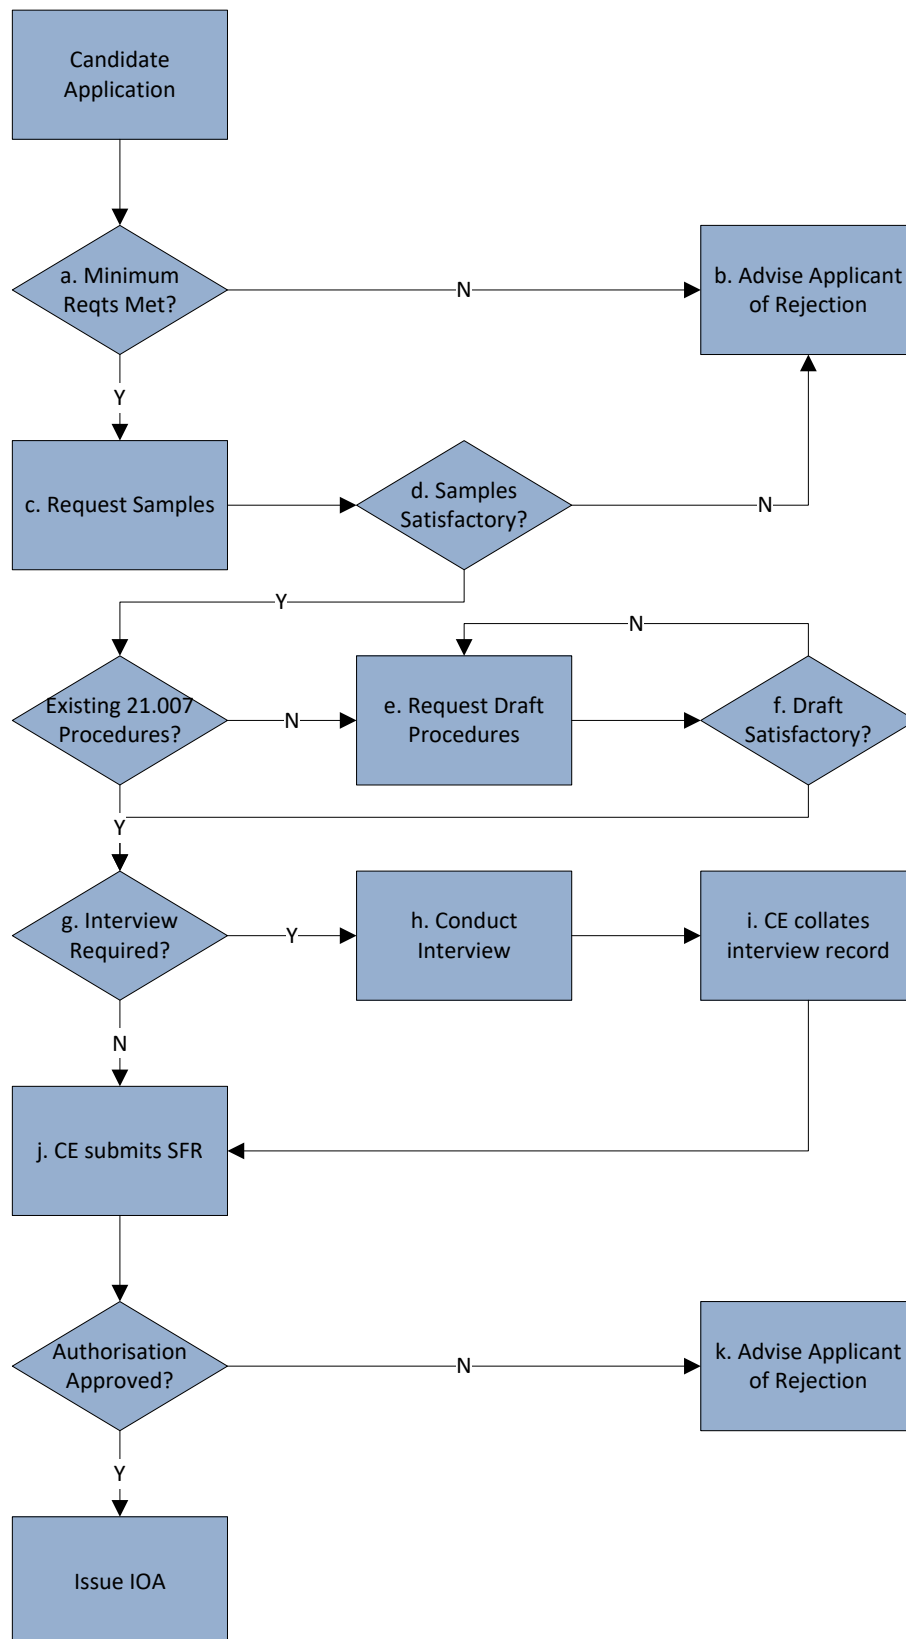 Candidate
Application
a. Minimum
Reqts Met?
N
b. Advise Applicant
of Rejection
Y
c. Request Samples
d. Samples
Satisfactory?
N
Y
N
Existing 21.007
Procedures?
N
e. Request Draft
Procedures
f. Draft
Satisfactory?
Y
g. Interview
Required?
Y
h. Conduct
Interview
i. CE collates
interview record
N
j. CE submits SFR
Authorisation
Approved?
N
k. Advise Applicant
of Rejection
Y
Issue IOA